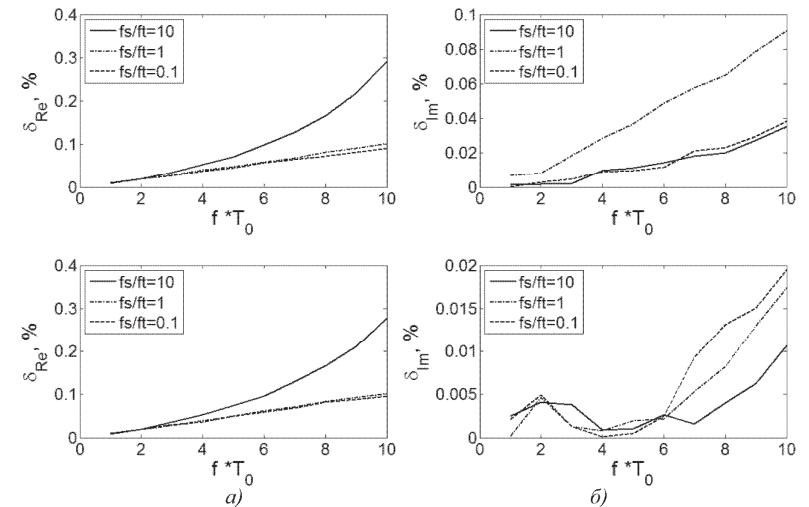 0.4
0.3
0.2
0.1
0
δRe, %
fs/ft=10
fs/ft=1
fs/ft=0.1
0 2 4 6 8 10
f *T0
0.1
0.08
0.06
0.04
0.02
0
δIm, %
fs/ft=10
fs/ft=1
fs/ft=0.1
0 2 4 6 8 10
f *T0
0.4
0.3
0.2
0.1
0
δRe, %
fs/ft=10
fs/ft=1
fs/ft=0.1
0 2 4 6 8 10
f *T0
а)
0.02
0.015
0.01
0.005
0
δIm, %
fs/ft=10
fs/ft=1
fs/ft=0.1
0 2 4 6 8 10
f *T0
б)